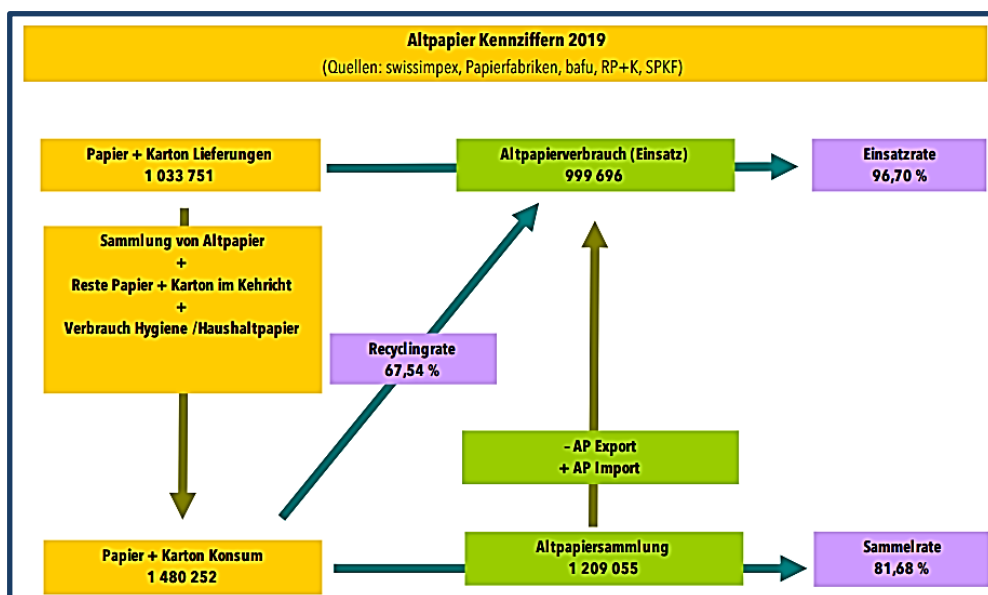 Altpapier Kennziffern 2019
(Quellen: swissimpex, Papierfabriken, bafu, RP+K, SPKF)
Papier + Karton Lieferungen
1 033 751
Altpapierverbrauch (Einsatz)
999 696
Einsatzrate
96,70 %
Sammlung von Altpapier
+
Reste Papier + Karton im Kehricht
+
Verbrauch Hygiene /Haushaltpapier
Recyclingrate
67,54 %
– AP Export
+ AP Import
Papier + Karton Konsum
1 480 252
Altpapiersammlung
1 209 055
Sammelrate
81,68 %